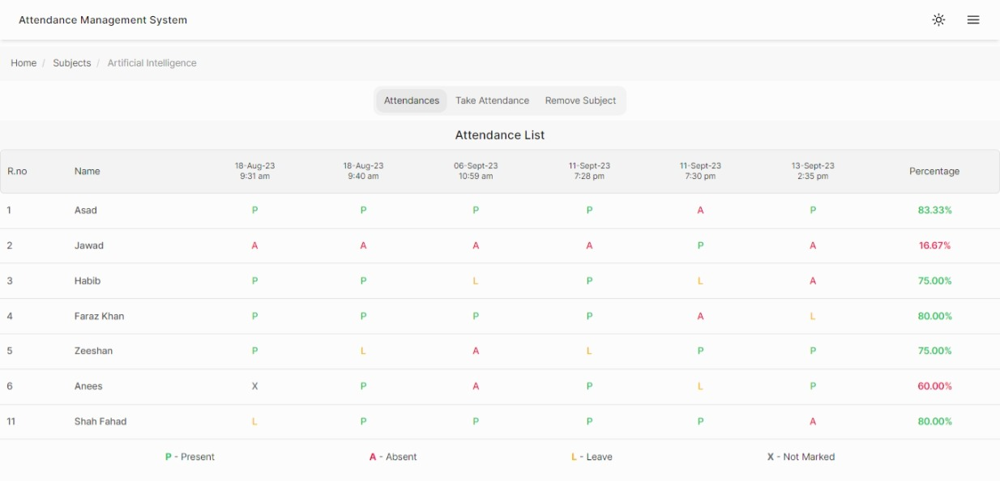 Attendance Management System
Home / Subjects / Artificial Intelligence
Attendances Take Attendance Remove Subject
Attendance List
R.no Name 18-Aug-23 9:31 am 18-Aug-23 9:40 am 06-Sept-23 10:59 am 11-Sept-23 7:28 pm 11-Sept-23 7:30 pm 13-Sept-23 2:35 pm Percentage
1 Asad P P P P A P 83.33%
2 Jawad A A A A P A 16.67%
3 Habib P P L P L A 75.00%
4 Faraz Khan P P P P A L 80.00%
5 Zeeshan P L A L P P 75.00%
6 Anees X P A P L P 60.00%
11 Shah Fahad L P P P P A 80.00%
P - Present A - Absent L - Leave X - Not Marked